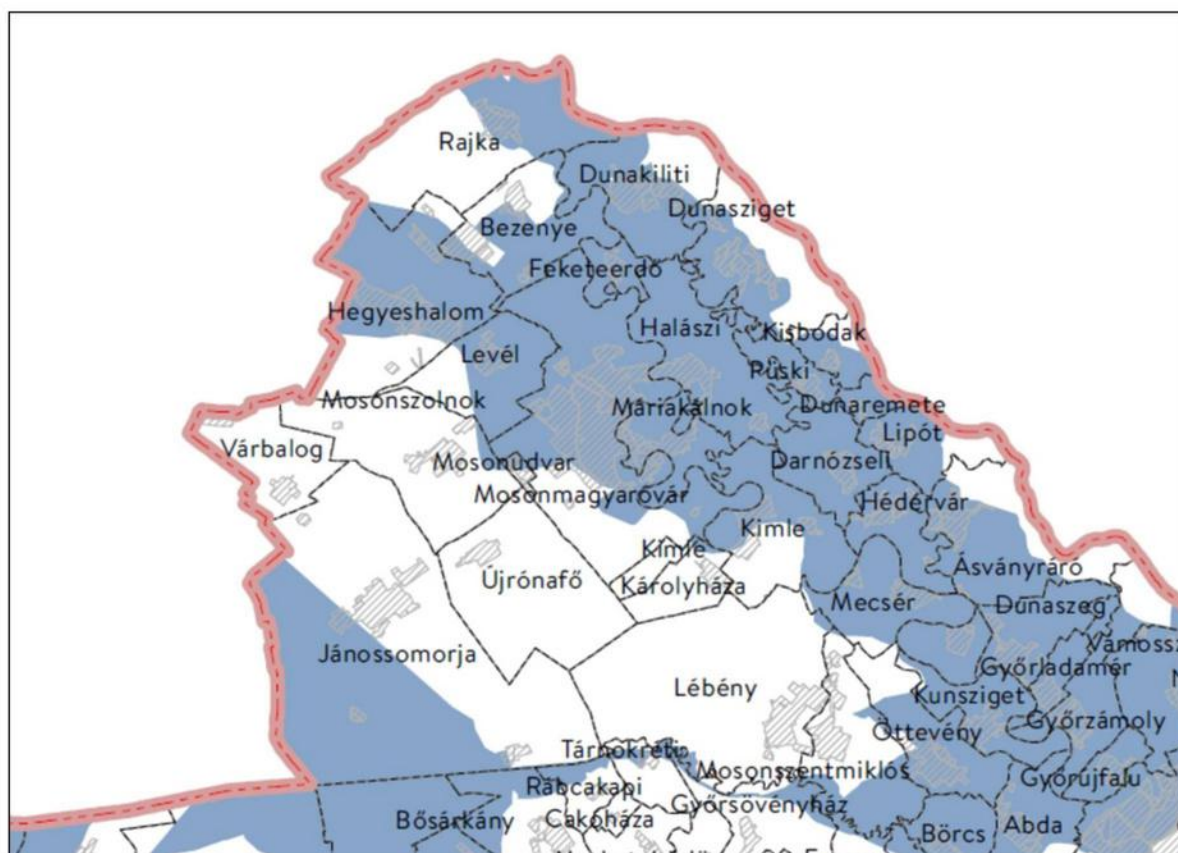 Rajka
Dunakiliti
Dunasziget
Bezenye
Feketeerdő
Hegyeshalom
Halászi
Kisbodak
Levél
Püski
Mosonszolnok
Máriakálnok
Dunaremete
Lipót
Várbalog
Mosonudvar
Darnózseli
Mosonmagyaróvár
Hédervár
Kimle
Kimle
Újrónafő
Károlyháza
Ásványráró
Mecsér
Dunaszeg
Jánossomorja
Vámossz
Győrladamér
Lébény
Kunsziget
Győrzámoly
Öttevény
Tárnokréti
Mosonszentmiklós
Győrújfalu
Rábcakapi
Győrsövényház
Bősárkány
Cakóháza
Börcs
Abda